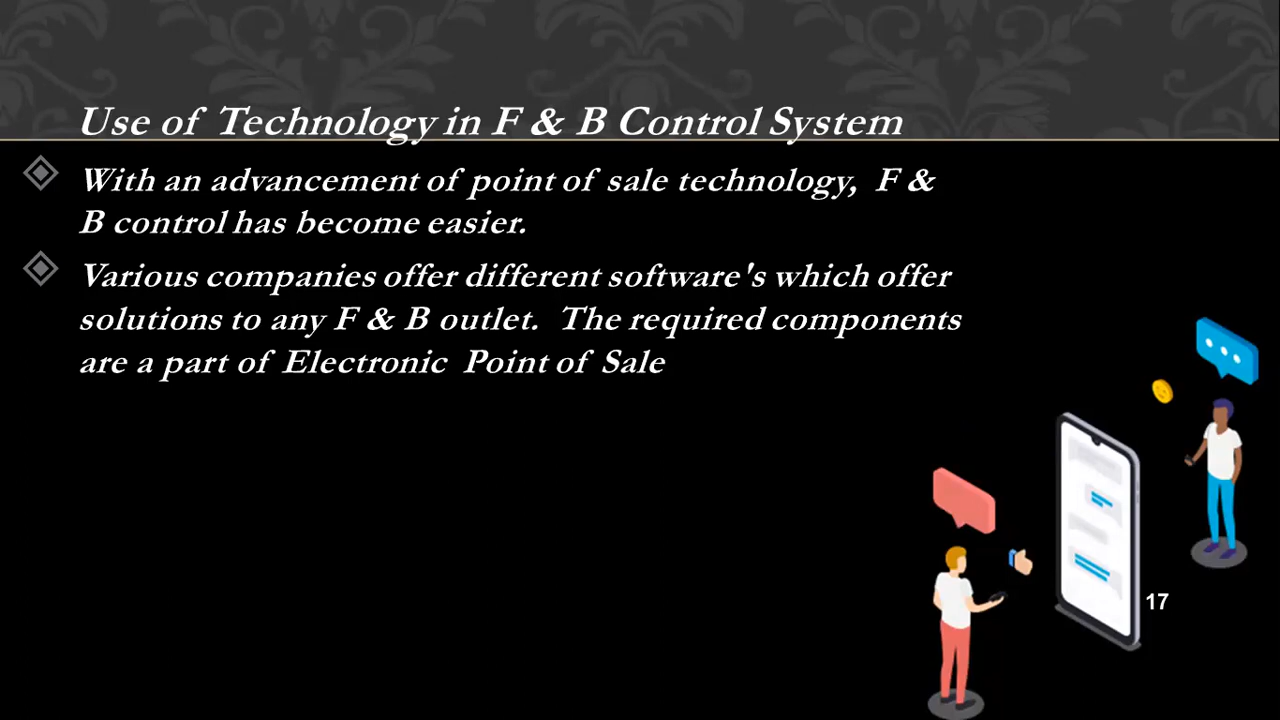 Use of Technology in F & B Control System
With an advancement of point of sale technology, F &
B control has become easier.
Various companies offer different software's which offer
solutions to any F & B outlet. The required components
are a part of Electronic Point of Sale
17